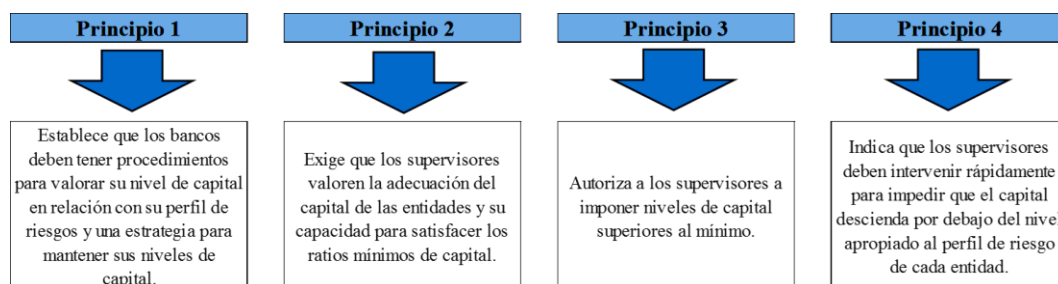 Principio 1
Establece que los bancos
deben tener procedimientos
para valorar su nivel de capital
en relación con su perfil de
riesgos y una estrategia para
mantener sus niveles de
capital.
Principio 2
Exige que los supervisores
valoren la adecuación del
capital de las entidades y su
capacidad para satisfacer los
ratios mínimos de capital.
Principio 3
Autoriza a los supervisores a
imponer niveles de capital
superiores al mínimo.
Principio 4
Indica que los supervisores
deben intervenir rápidamente
para impedir que el capital
descienda por debajo del nivel
apropiado al perfil de riesgo
de cada entidad.